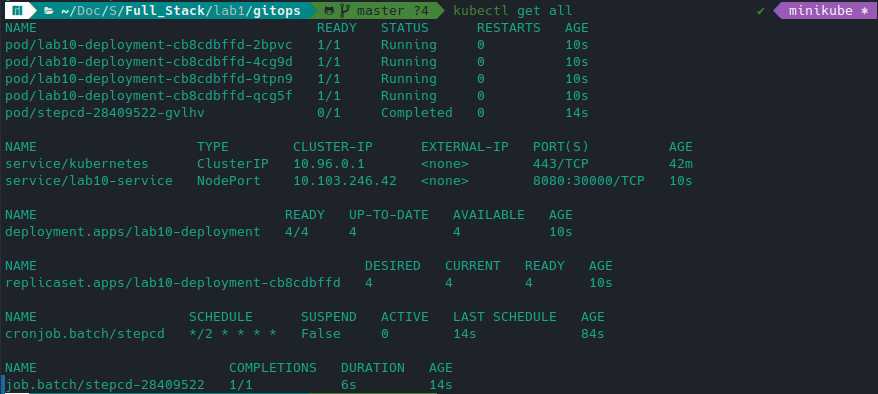 ~/Doc/S/Full_Stack/lab1/gitops master ?4 kubectl get all ✔ minikube
NAME READY STATUS RESTARTS AGE
pod/lab10-deployment-cb8cdbffd-2bpvc 1/1 Running 0 10s
pod/lab10-deployment-cb8cdbffd-4cg9d 1/1 Running 0 10s
pod/lab10-deployment-cb8cdbffd-9tpn9 1/1 Running 0 10s
pod/lab10-deployment-cb8cdbffd-qcg5f 1/1 Running 0 10s
pod/stepcd-28409522-gvlhv 0/1 Completed 0 14s
NAME TYPE CLUSTER-IP EXTERNAL-IP PORT(S) AGE
service/kubernetes ClusterIP 10.96.0.1 <none> 443/TCP 42m
service/lab10-service NodePort 10.103.246.42 <none> 8080:30000/TCP 10s
NAME READY UP-TO-DATE AVAILABLE AGE
deployment.apps/lab10-deployment 4/4 4 4 10s
NAME DESIRED CURRENT READY AGE
replicaset.apps/lab10-deployment-cb8cdbffd 4 4 4 10s
NAME SCHEDULE SUSPEND ACTIVE LAST SCHEDULE AGE
cronjob.batch/stepcd */2 * * * * False 0 14s 84s
NAME COMPLETIONS DURATION AGE
job.batch/stepcd-28409522 1/1 6s 14s